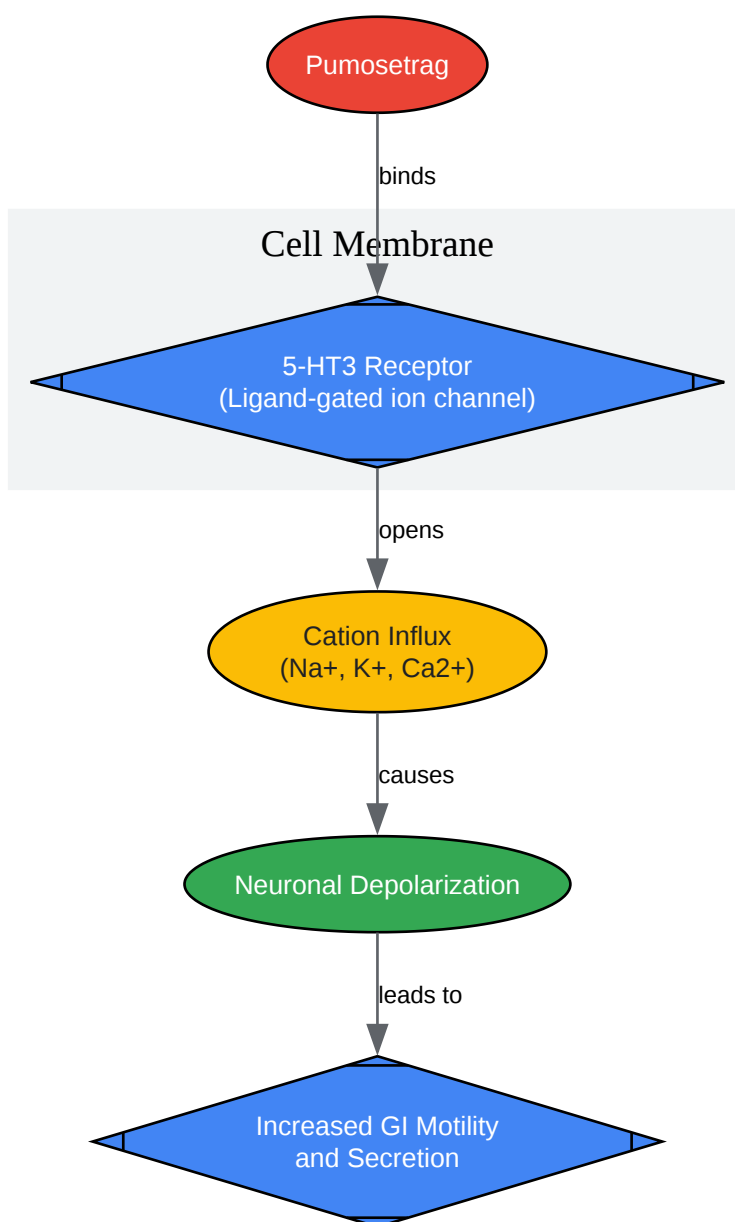 Pumosetrag
binds
Cell Membrane
5-HT3 Receptor
(Ligand-gated ion channel)
opens
Cation Influx
(Na+, K+, Ca2+)
causes
Neuronal Depolarization
leads to
Increased GI Motility
and Secretion